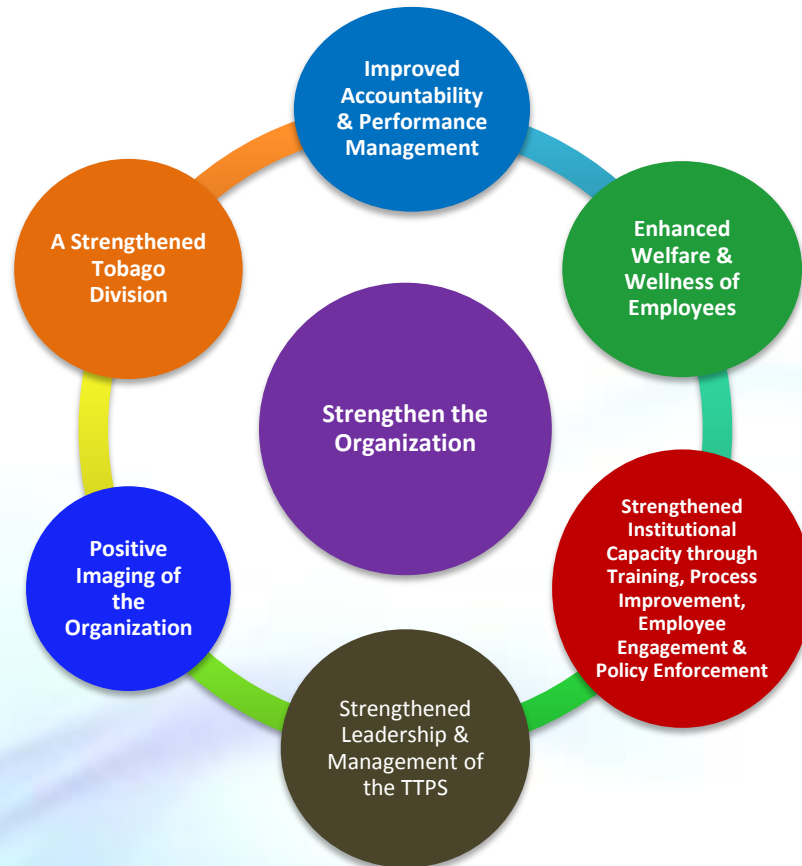 Improved
Accountability
& Performance
Management
Enhanced
Welfare &
Wellness of
Employees
Strengthened
Institutional
Capacity through
Training, Process
Improvement,
Employee
Engagement &
Policy Enforcement
Strengthened
Leadership &
Management of
the TTPS
Positive
Imaging of
the
Organization
A Strengthened
Tobago
Division
Strengthen the
Organization